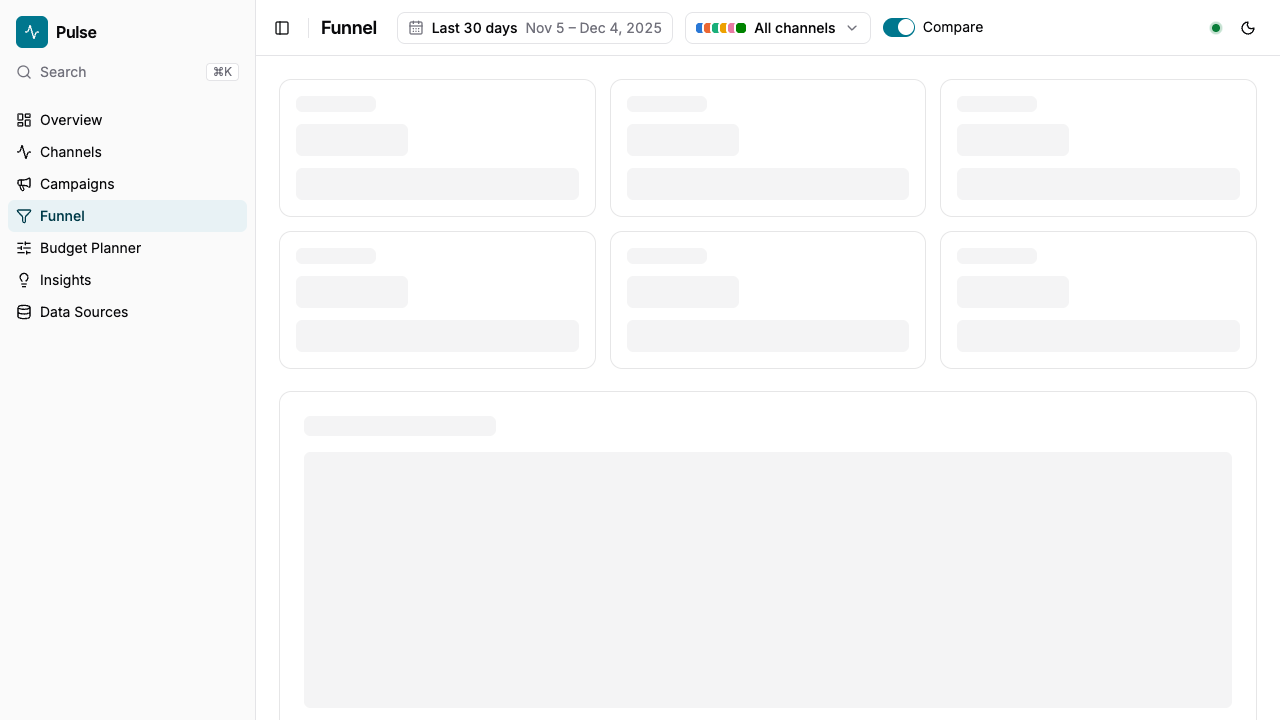 Pulse
Search ⌘K
Overview
Channels
Campaigns
Funnel
Budget Planner
Insights
Data Sources
Funnel
Last 30 days Nov 5 – Dec 4, 2025
All channels
Compare